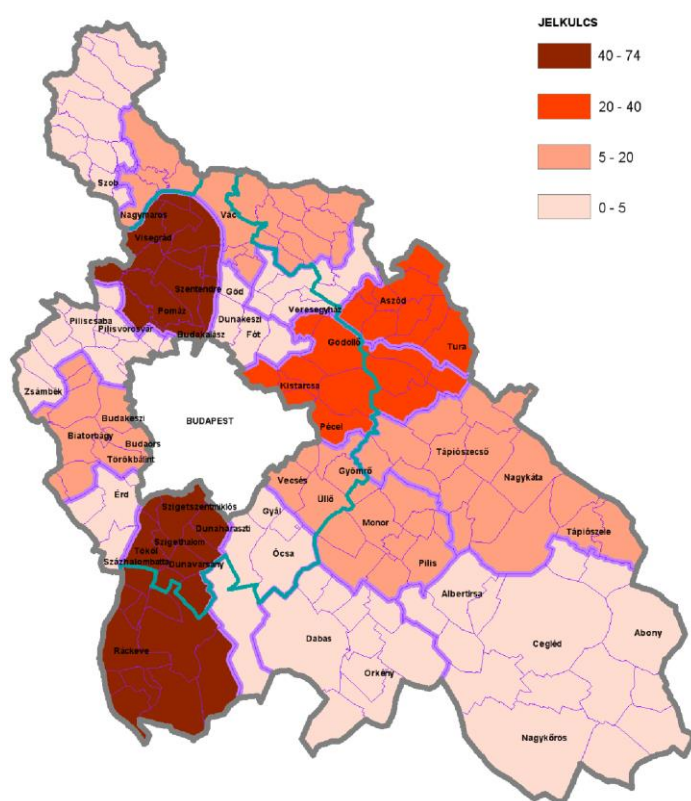 JELKULCS
40 - 74
20 - 40
5 - 20
0 - 5
Szob
Nagymaros
Vác
Visegrád
Szentendre
Göd
Aszód
Pomáz
Veresegyház
Piliscsaba
Dunakeszi
Pilisvorosvár
Budakalász
Fót
Gödöllő
Tura
Zsámbék
Kistarcsa
Budakeszi
BUDAPEST
Pécel
Biatorbágy
Budaörs
Törökbálint
Tápiószecső
Gyömrő
Nagykáta
Vecsés
Érd
Üllő
Szigetszentmiklós
Gyál
Monor
Tápiószele
Dunaharaszti
Szigethalom
Ócsa
Tököl
Százhalombatta
Dunavarsány
Pilis
Albertirsa
Dabas
Cegléd
Abony
Ráckeve
Örkény
Nagykőrös